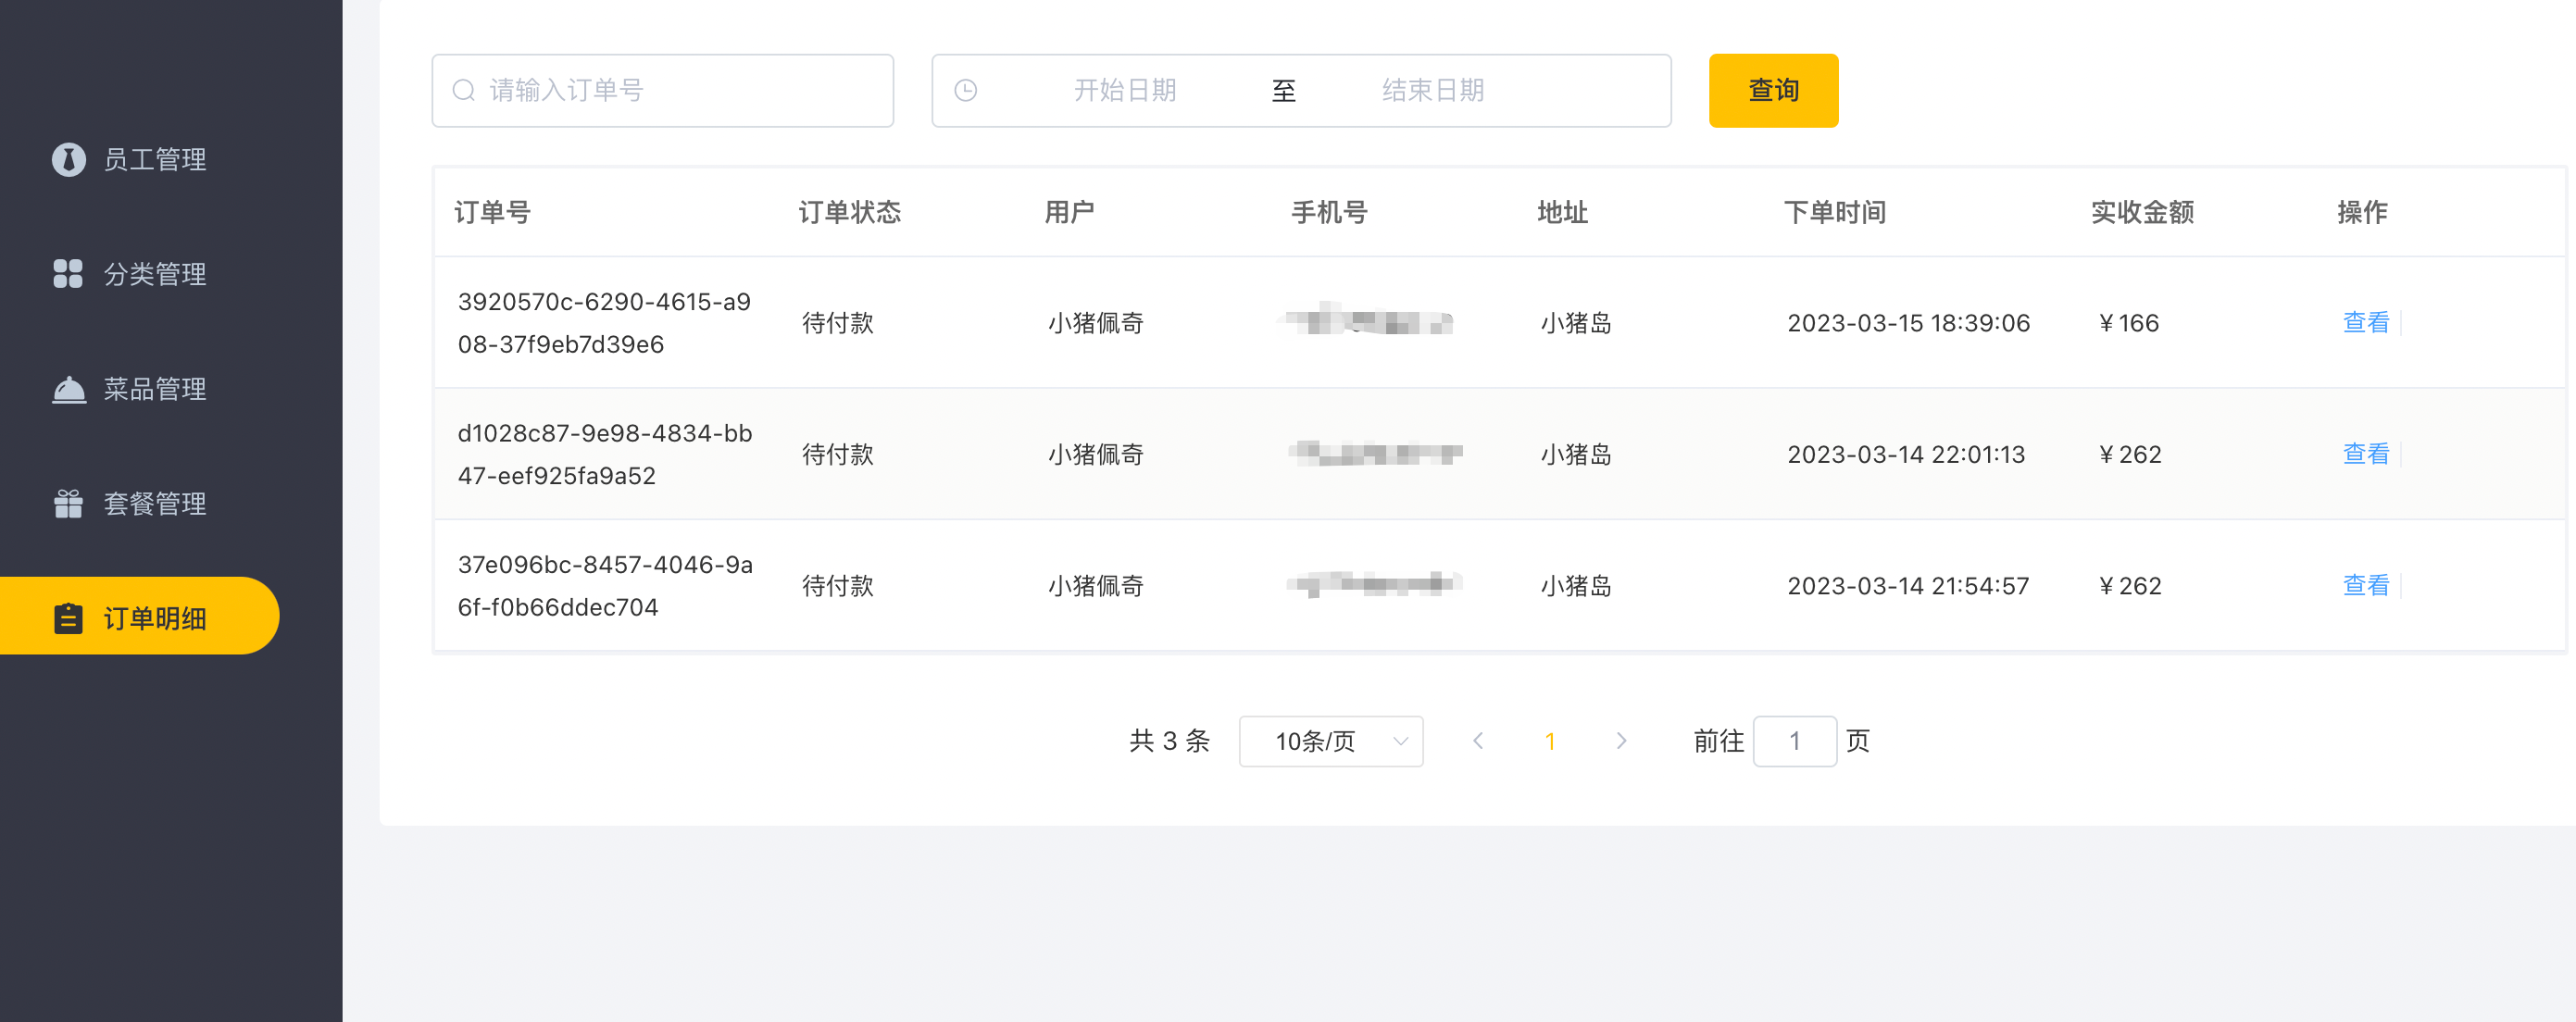 员工管理
分类管理
菜品管理
套餐管理
订单明细
请输入订单号 开始日期 至 结束日期 查询
订单号 订单状态 用户 手机号 地址 下单时间 实收金额 操作
3920570c-6290-4615-a9
08-37f9eb7d39e6
待付款 小猪佩奇 小猪岛 2023-03-15 18:39:06 ¥166 查看
d1028c87-9e98-4834-bb
47-eef925fa9a52
待付款 小猪佩奇 小猪岛 2023-03-14 22:01:13 ¥262 查看
37e096bc-8457-4046-9a
6f-f0b66ddec704
待付款 小猪佩奇 小猪岛 2023-03-14 21:54:57 ¥262 查看
共 3 条 10条/页 1 前往 1 页